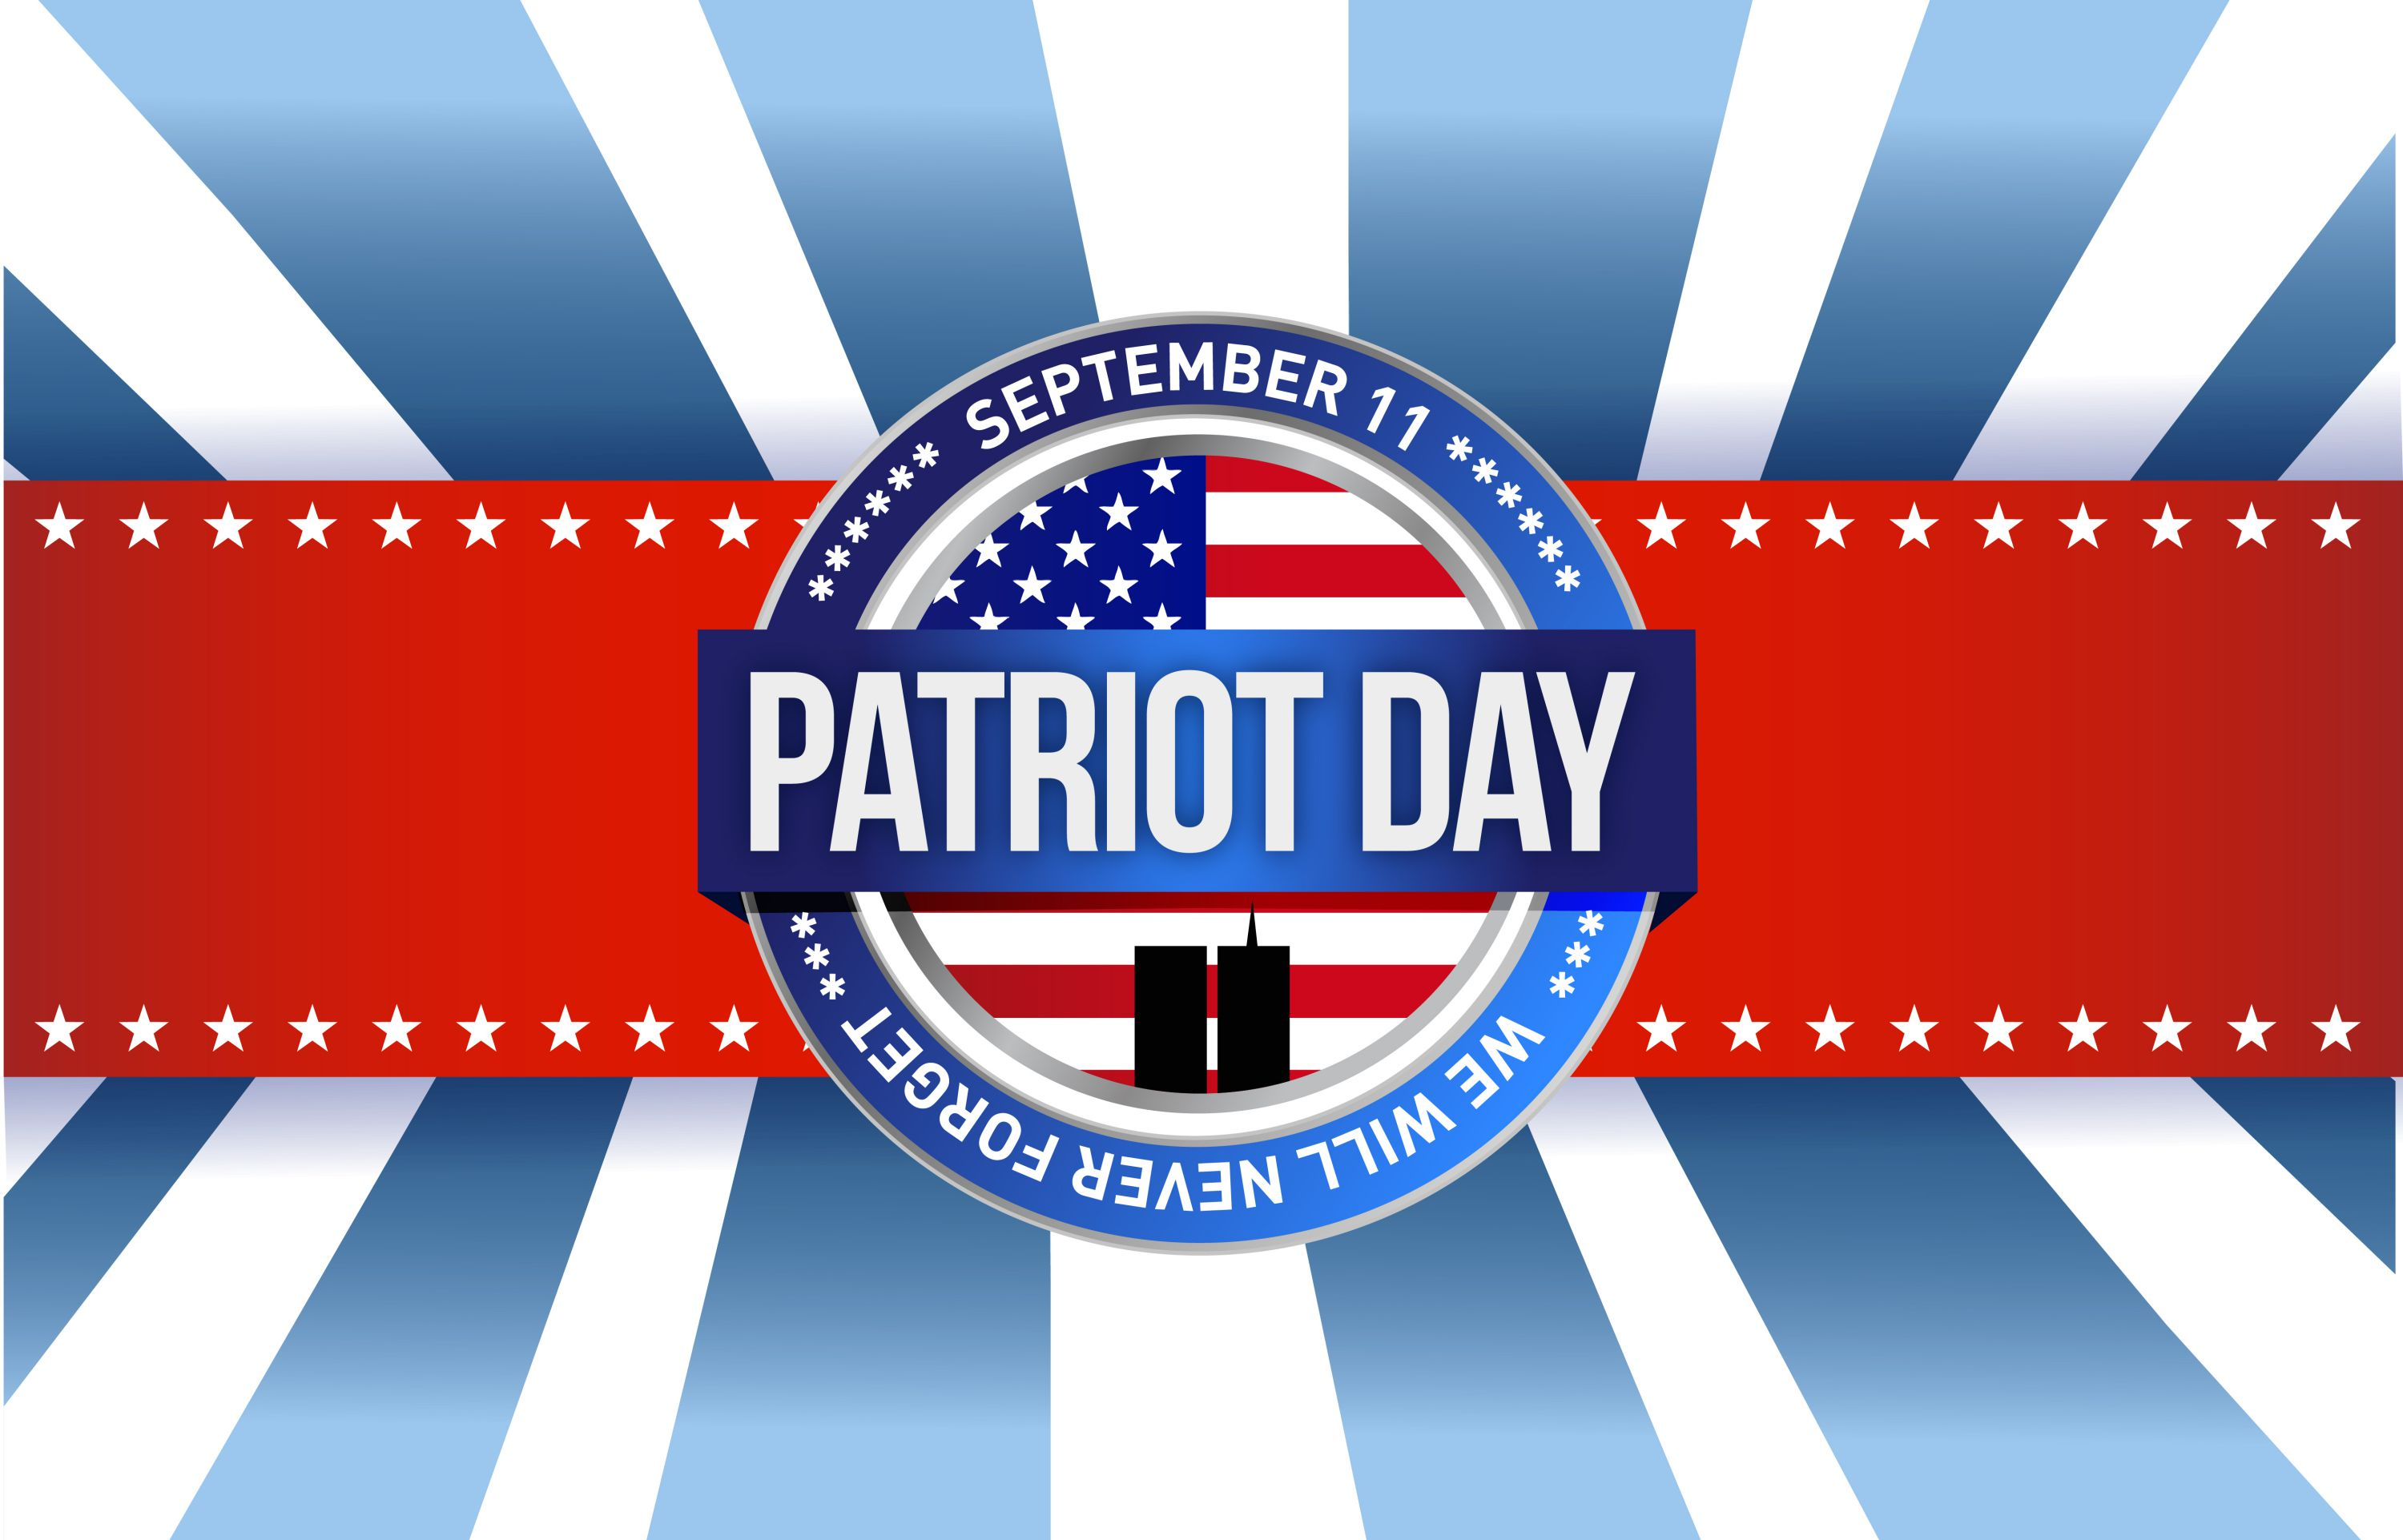 ****** SEPTEMBER 11 ******
PATRIOT DAY
*** WE WILL NEVER FORGET ***